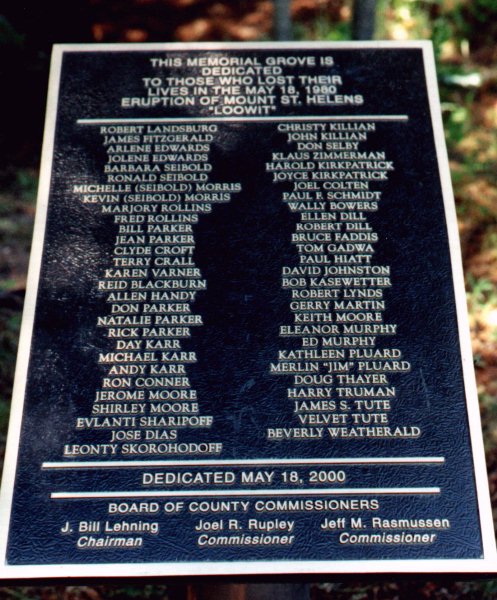 THIS MEMORIAL GROVE IS
DEDICATED
TO THOSE WHO LOST THEIR
LIVES IN THE MAY 18, 1980
ERUPTION OF MOUNT ST. HELENS
"LOOWIT"
ROBERT LANDSBURG
JAMES FITZGERALD
ARLENE EDWARDS
JOLENE EDWARDS
BARBARA SEIBOLD
RONALD SEIBOLD
MICHELLE (SEIBOLD) MORRIS
KEVIN (SEIBOLD) MORRIS
MARJORY ROLLINS
FRED ROLLINS
BILL PARKER
JEAN PARKER
CLYDE CROFT
TERRY CRALL
KAREN VARNER
REID BLACKBURN
ALLEN HANDY
DON PARKER
NATALIE PARKER
RICK PARKER
DAY KARR
MICHAEL KARR
ANDY KARR
RON CONNER
JEROME MOORE
SHIRLEY MOORE
EVLANTI SHARIPOFF
JOSE DIAS
LEONTY SKOROHODOFF
CHRISTY KILLIAN
JOHN KILLIAN
DON SELBY
KLAUS ZIMMERMAN
HAROLD KIRKPATRICK
JOYCE KIRKPATRICK
JOEL COLTEN
PAUL F. SCHMIDT
WALLY BOWERS
ELLEN DILL
ROBERT DILL
BRUCE FADDIS
TOM GADWA
PAUL HIATT
DAVID JOHNSTON
BOB KASEWETTER
ROBERT LYNDS
GERRY MARTIN
KEITH MOORE
ELEANOR MURPHY
ED MURPHY
KATHLEEN PLUARD
MERLIN "JIM" PLUARD
DOUG THAYER
HARRY TRUMAN
JAMES S. TUTE
VELVET TUTE
BEVERLY WEATHERALD
DEDICATED MAY 18, 2000
BOARD OF COUNTY COMMISSIONERS
J. Bill Lehning Joel R. Rupley Jeff M. Rasmussen
Chairman Commissioner Commissioner